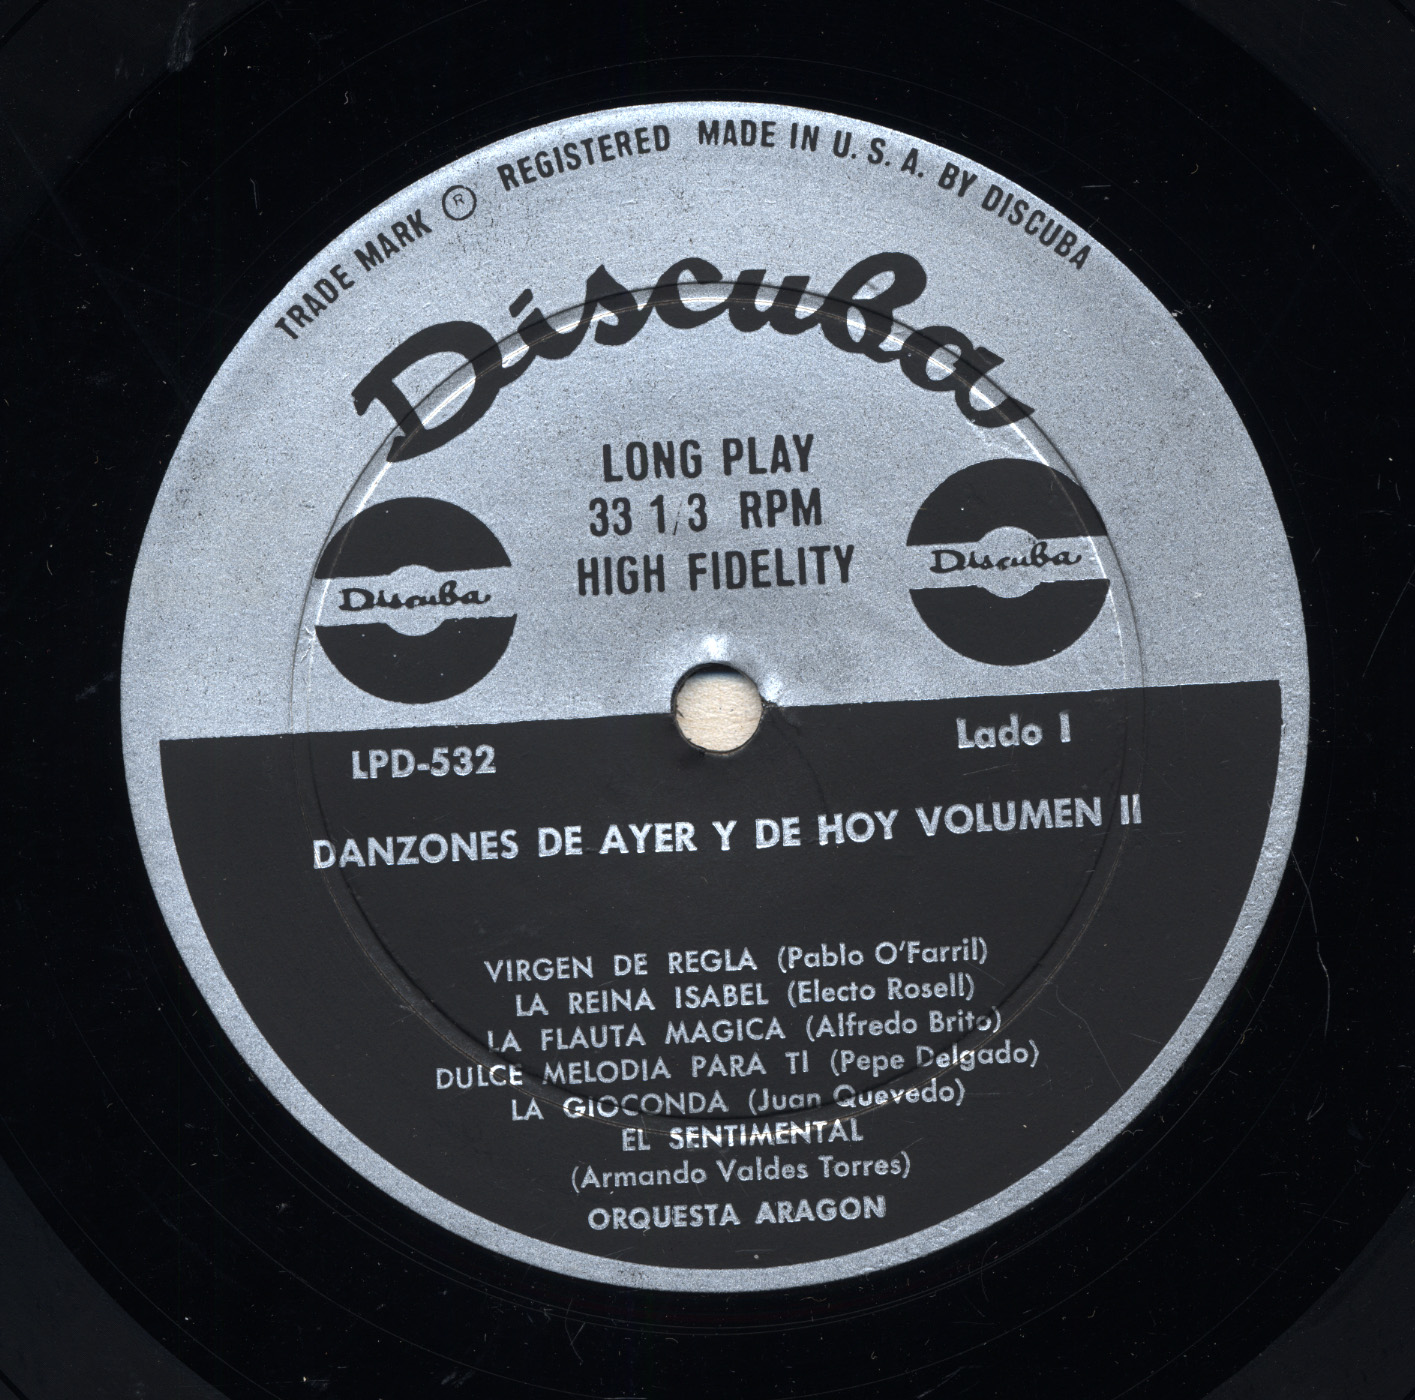 TRADE MARK ® REGISTERED MADE IN U. S. A. BY DISCUBA
Discuba
LONG PLAY
33 1/3 RPM
HIGH FIDELITY
Discuba
Discuba
LPD-532
Lado I
DANZONES DE AYER Y DE HOY VOLUMEN II
VIRGEN DE REGLA (Pablo O'Farril)
LA REINA ISABEL (Electo Rosell)
LA FLAUTA MAGICA (Alfredo Brito)
DULCE MELODIA PARA TI (Pepe Delgado)
LA GIOCONDA (Juan Quevedo)
EL SENTIMENTAL
(Armando Valdes Torres)
ORQUESTA ARAGON